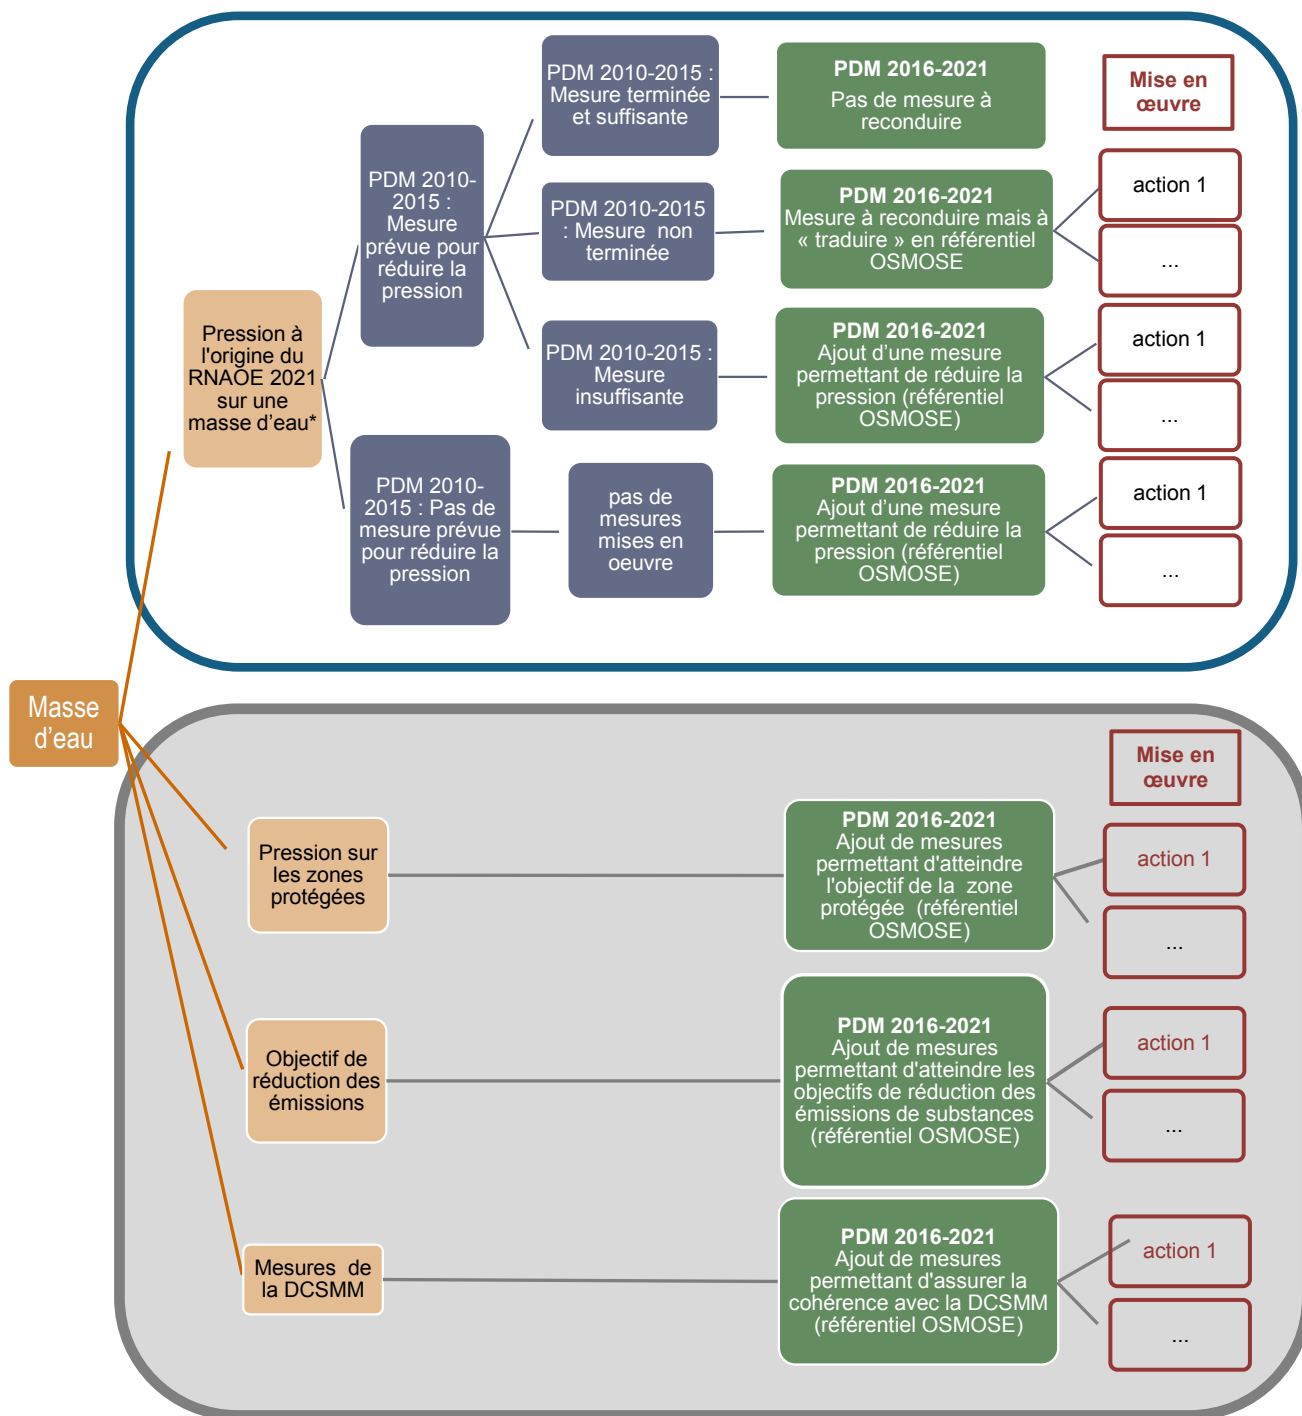 PDM 2010-2015 :
Mesure terminée
et suffisante
PDM 2016-2021
Pas de mesure à
reconduire
Mise en
œuvre
PDM 2010-
2015 :
Mesure
prévue pour
réduire la
pression
PDM 2010-2015
: Mesure  non
terminée
PDM 2016-2021
Mesure à reconduire mais à
« traduire » en référentiel
OSMOSE
action 1
...
Pression à
l'origine du
RNAOE 2021
sur une
masse d’eau*
PDM 2010-2015 :
Mesure
insuffisante
PDM 2016-2021
Ajout d’une mesure
permettant de réduire la
pression (référentiel
OSMOSE)
action 1
...
PDM 2010-
2015 : Pas de
mesure prévue
pour réduire la
pression
pas de
mesures
mises en
oeuvre
PDM 2016-2021
Ajout d’une mesure
permettant de réduire la
pression (référentiel
OSMOSE)
action 1
...
Masse
d’eau
Mise en
œuvre
Pression sur
les zones
protégées
PDM 2016-2021
Ajout de mesures
permettant d'atteindre
l'objectif de la  zone
protégée  (référentiel
OSMOSE)
action 1
...
Objectif de
réduction des
émissions
PDM 2016-2021
Ajout de mesures
permettant d'atteindre les
objectifs de réduction des
émissions de substances
(référentiel OSMOSE)
action 1
...
Mesures  de
la DCSMM
PDM 2016-2021
Ajout de mesures
permettant d'assurer la
cohérence avec la DCSMM
(référentiel OSMOSE)
action 1
...